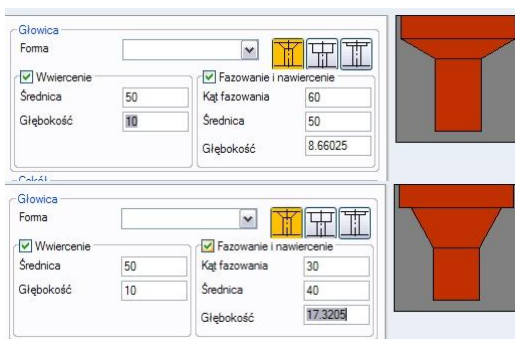 Głowica
Forma
Wwiercenie Fazowanie i nawiercenie
Średnica 50 Kąt fazowania 60
Głębokość 10 Średnica 50
Głębokość 8.66025
Głowica
Forma
Wwiercenie Fazowanie i nawiercenie
Średnica 50 Kąt fazowania 30
Głębokość 10 Średnica 40
Głębokość 17.3205